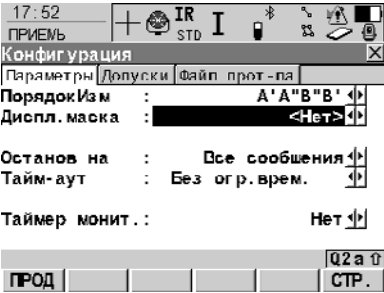 17:52
ПРИЕМЬ
IR
STD
I
Конфигурация
Параметры Допуски Файл прот-ла
ПорядокИзм : A'A"B"B'
Диспл.маска : <Нет>
Останов на : Все сообщения
Тайм-аут : Без огр.врем.
Таймер монит.: Нет
Q2a
ПРОД СТР.